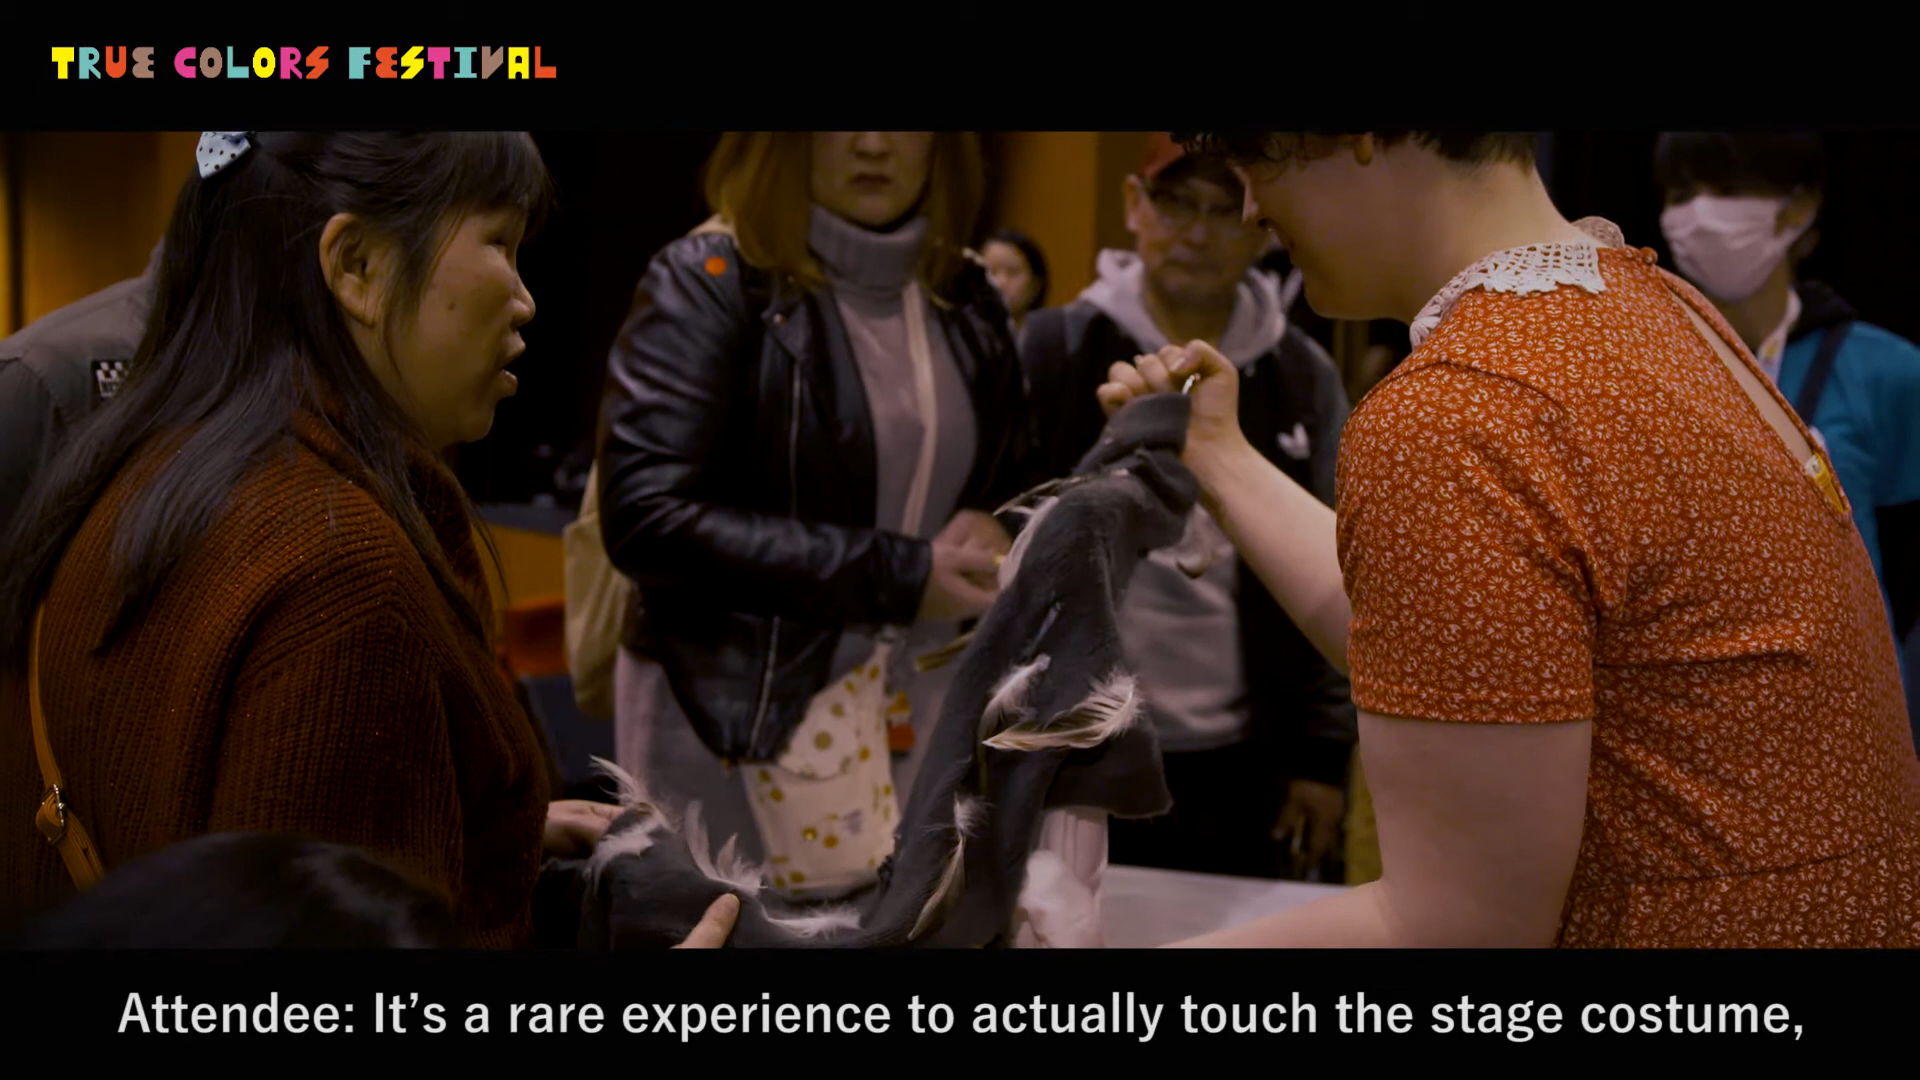 TRUE COLORS FESTIVAL
Attendee: It’s a rare experience to actually touch the stage costume,